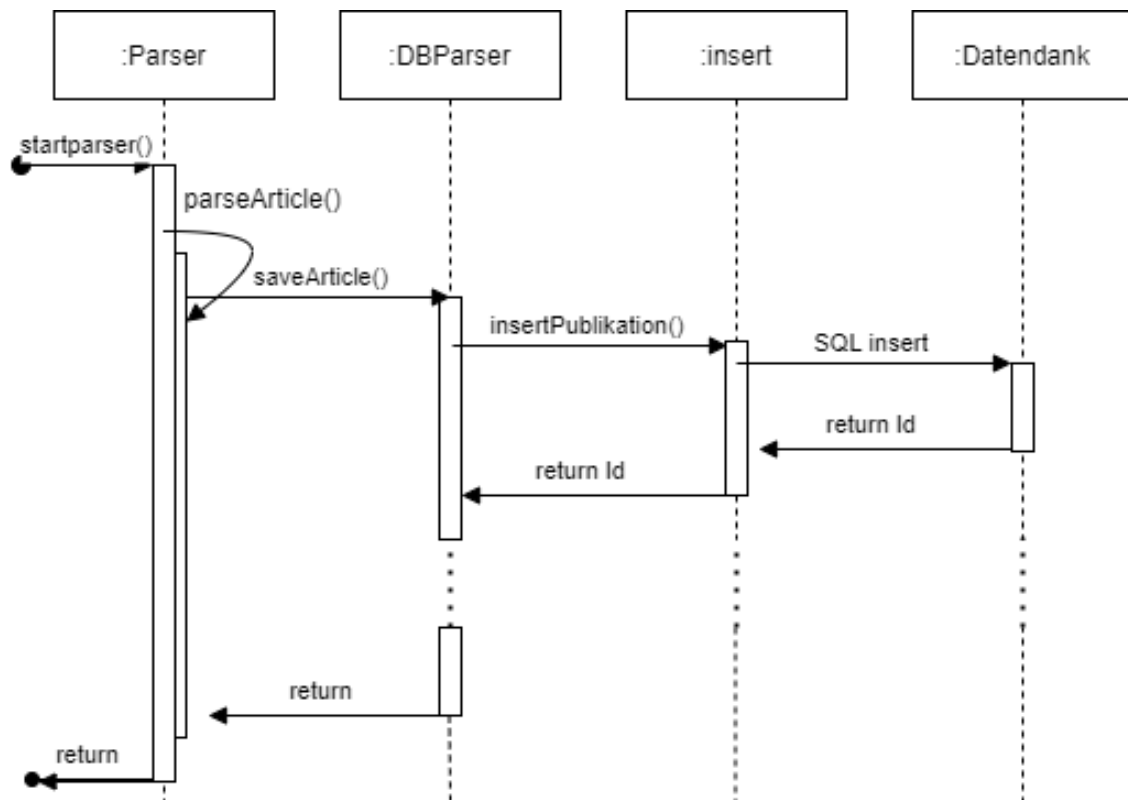 :Parser
:DBParser
:insert
:Datendank
startparser()
parseArticle()
saveArticle()
insertPublikation()
SQL insert
return Id
return Id
return
return